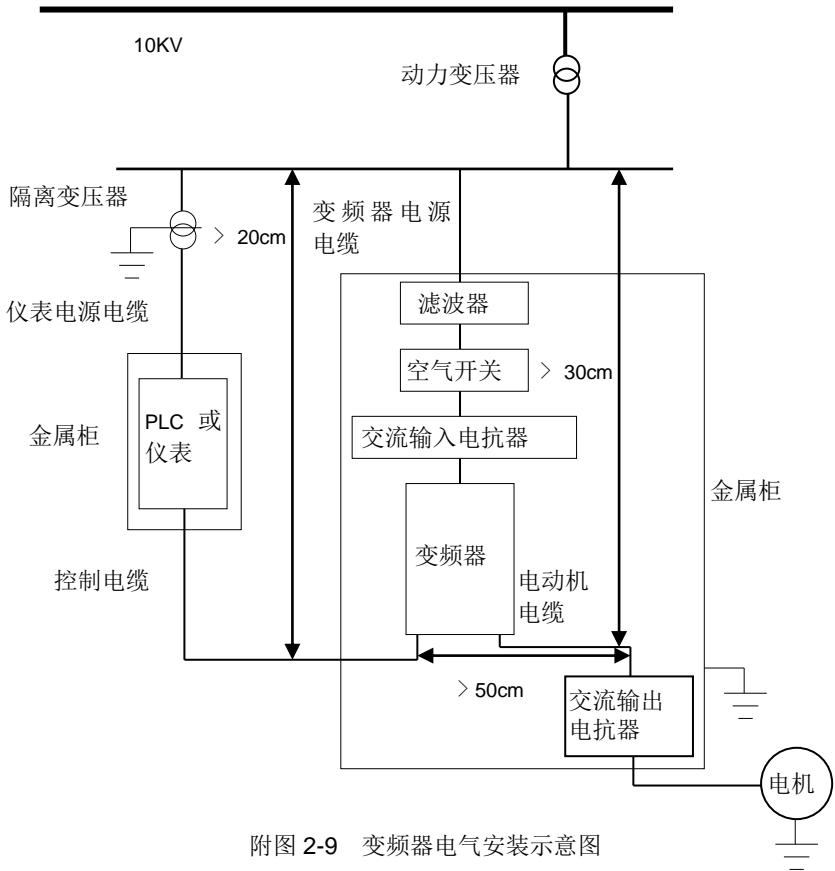 10KV
动力变压器
隔离变压器
变频器电源
电缆
﹥20cm
仪表电源电缆
滤波器
空气开关
﹥30cm
PLC 或
仪表
金属柜
交流输入电抗器
金属柜
变频器
控制电缆
电动机
电缆
﹥50cm
交流输出
电抗器
电机
附图 2-9 变频器电气安装示意图